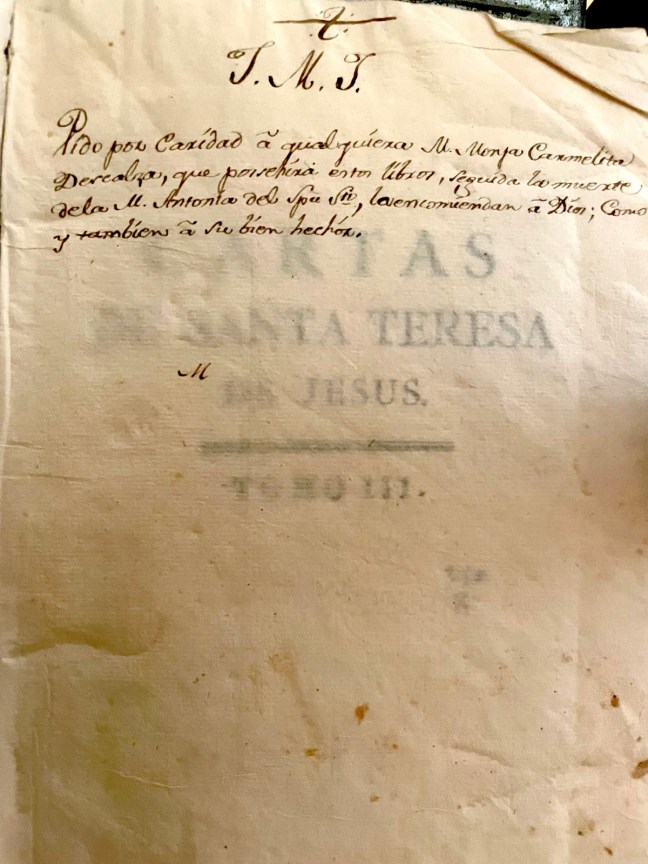 J. M. J.
Pido por Caridad â qualquiera M. Monja Carmelita
Descalza, que posehirâ estos libros, seguida la muerte,
dela M. Antonia del Spu Sto, la encomiendan â Dios; Como
y tambien â su bien hechor.
CARTAS
DE SANTA TERESA
M
DE JESUS.
TOMO III.